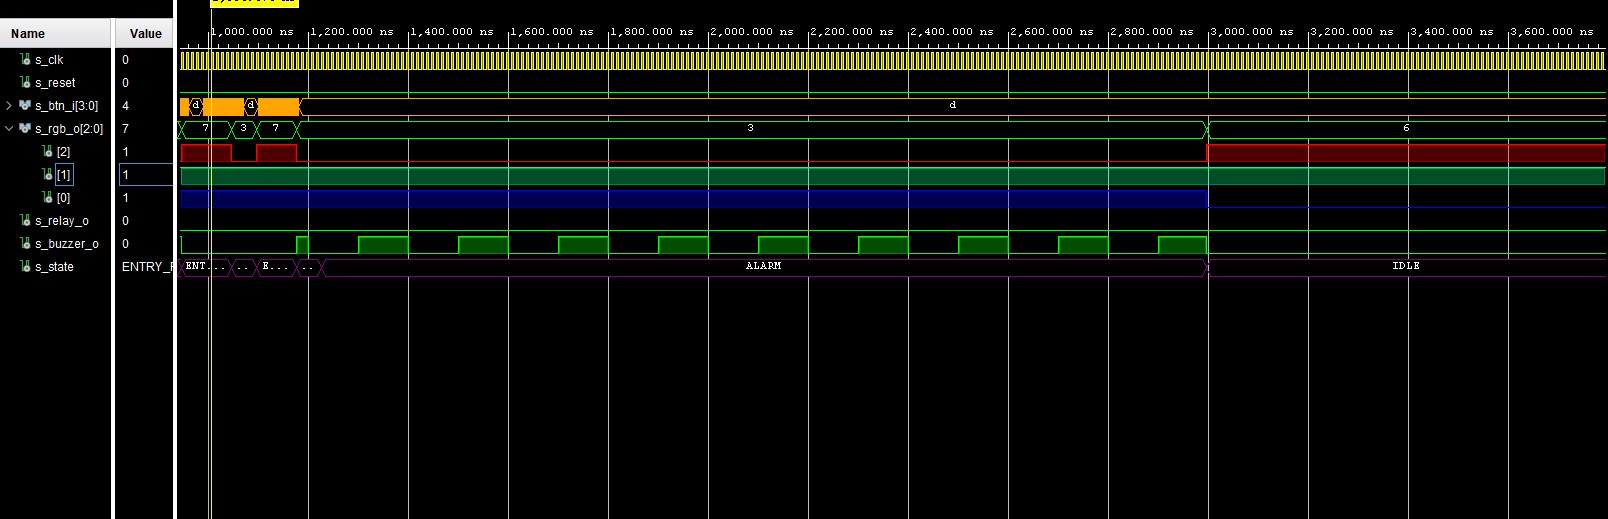 Name Value
1,000.000 ns 1,200.000 ns 1,400.000 ns 1,600.000 ns 1,800.000 ns 2,000.000 ns 2,200.000 ns 2,400.000 ns 2,600.000 ns 2,800.000 ns 3,000.000 ns 3,200.000 ns 3,400.000 ns 3,600.000 ns
s_clk 0
s_reset 0
s_btn_i[3:0] 4 d d d
s_rgb_o[2:0] 7 7 3 7 3 6
[2] 1
[1] 1
[0] 1
s_relay_o 0
s_buzzer_o 0
s_state ENTRY_ ENT... .. E... .. ALARM IDLE